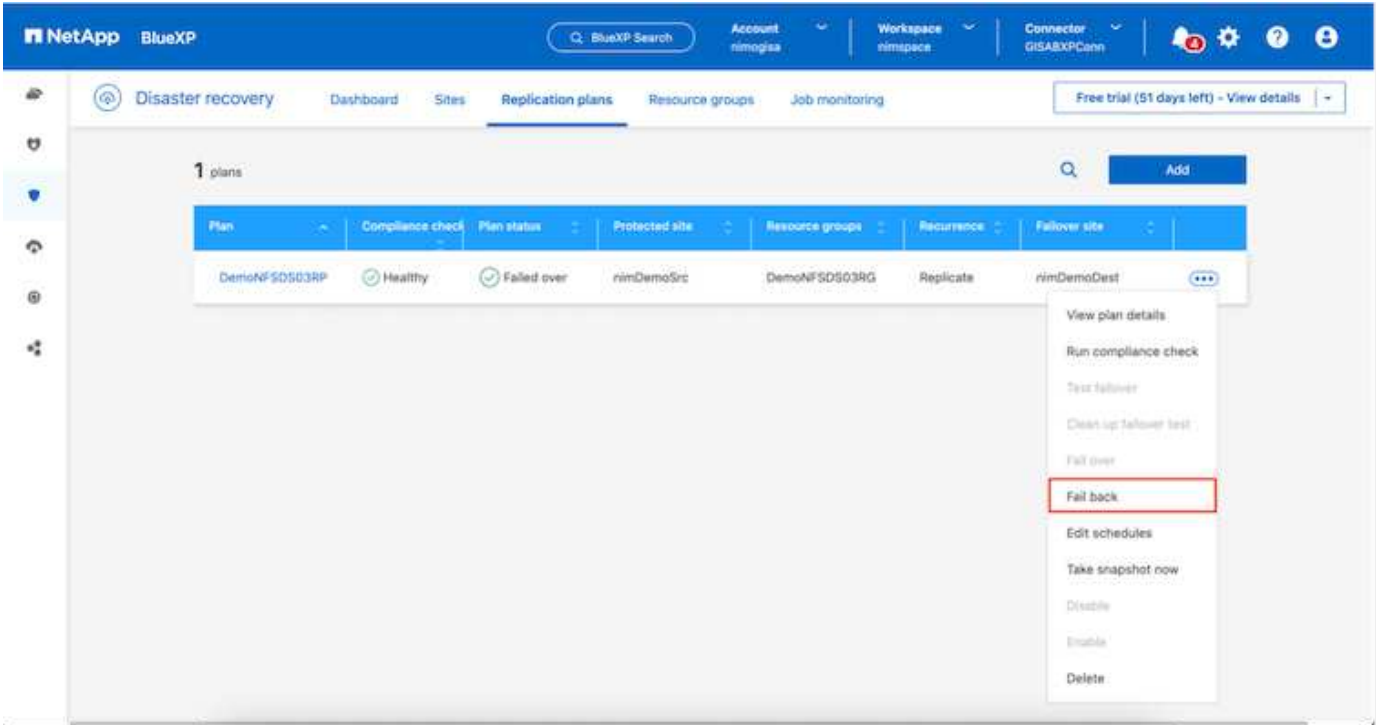 NetApp BlueXP
BlueXP Search
Account
nimogisa
Workspace
nimspace
Connector
GISABXPConn
4
Disaster recovery
Dashboard
Sites
Replication plans
Resource groups
Job monitoring
Free trial (51 days left) - View details
1 plans
Add
Plan
Compliance check
Plan status
Protected site
Resource groups
Recurrence
Failover site
DemoNFSDS03RP
Healthy
Failed over
nimDemoSrc
DemoNFSDS03RG
Replicate
nimDemoDest
View plan details
Run compliance check
Test failover
Clean up failover test
Fail over
Fail back
Edit schedules
Take snapshot now
Disable
Enable
Delete